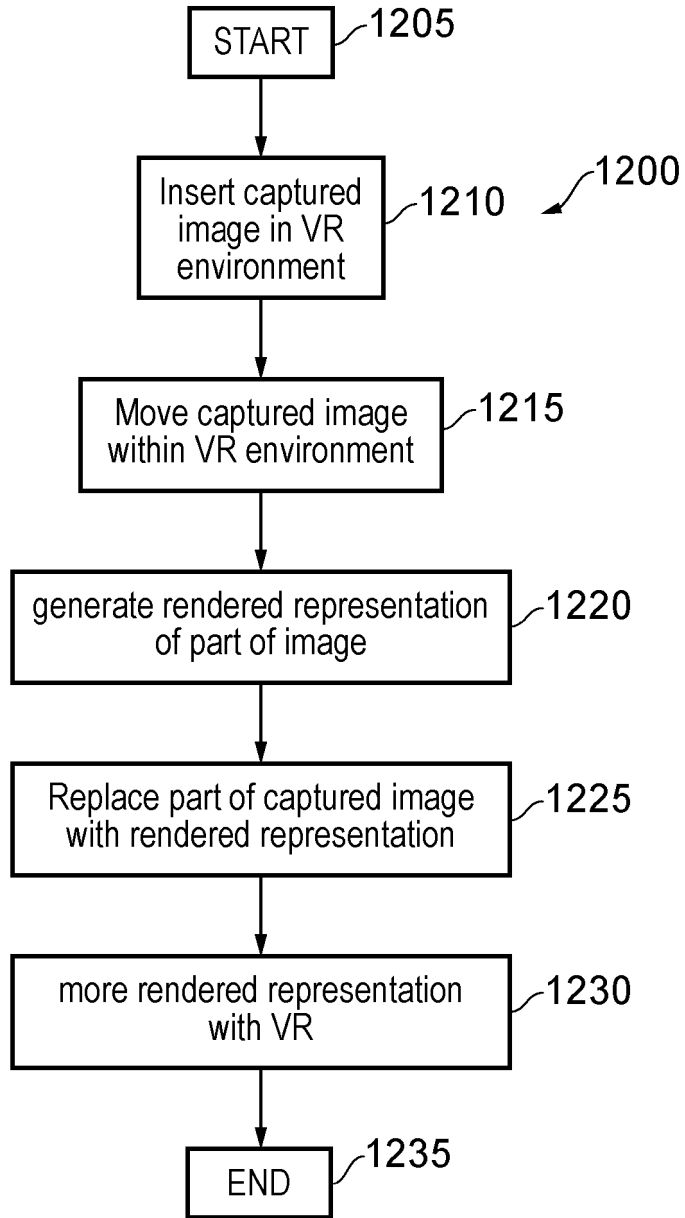 START
1205
1200
Insert captured
image in VR
environment
1210
Move captured image
within VR environment
1215
generate rendered representation
of part of image
1220
Replace part of captured image
with rendered representation
1225
more rendered representation
with VR
1230
END
1235